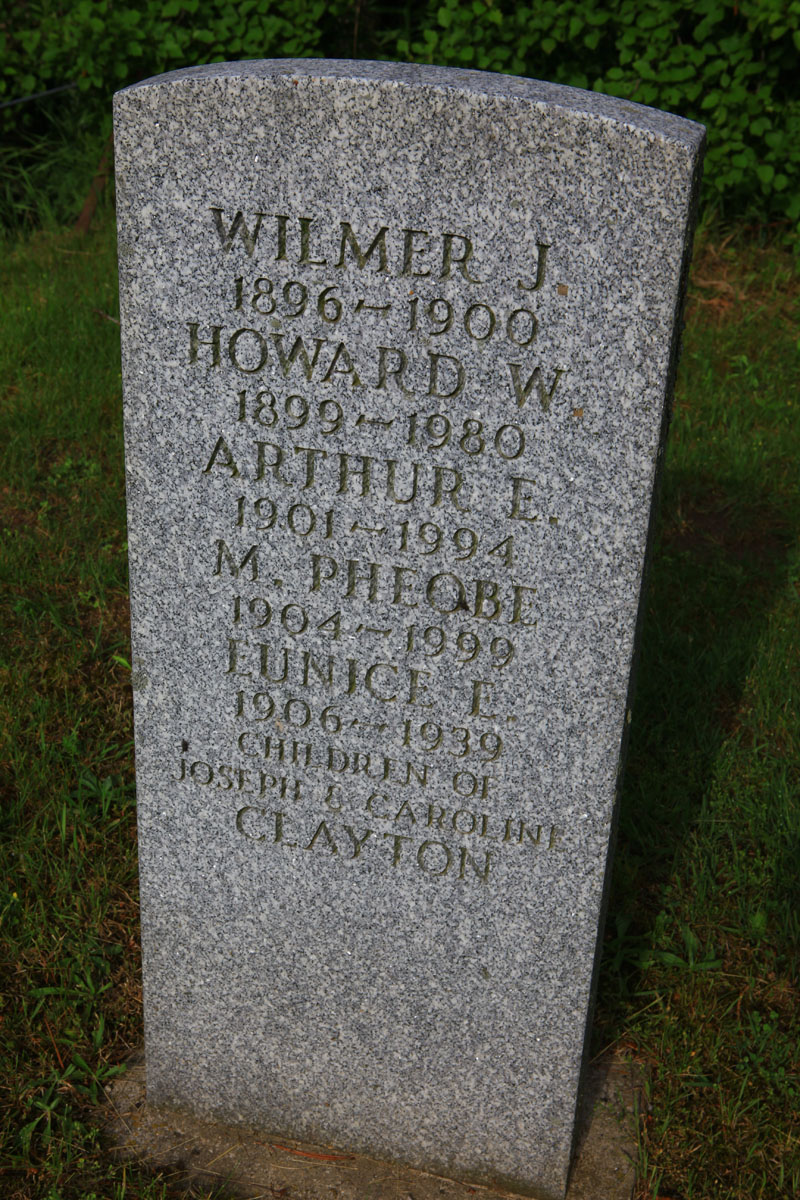 WILMER J.
1896~1900
HOWARD W.
1899~1980
ARTHUR E.
1901~1994
M. PHEOBE
1904~1999
EUNICE E.
1906~1939
CHILDREN OF
JOSEPH & CAROLINE
CLAYTON